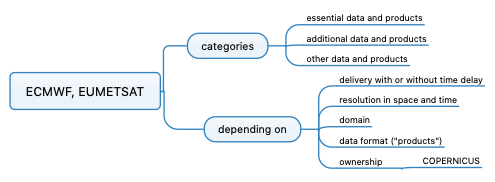 essential data and products
categories
additional data and products
other data and products
ECMWF, EUMETSAT
delivery with or without time delay
resolution in space and time
depending on
domain
data format ("products")
ownership
COPERNICUS